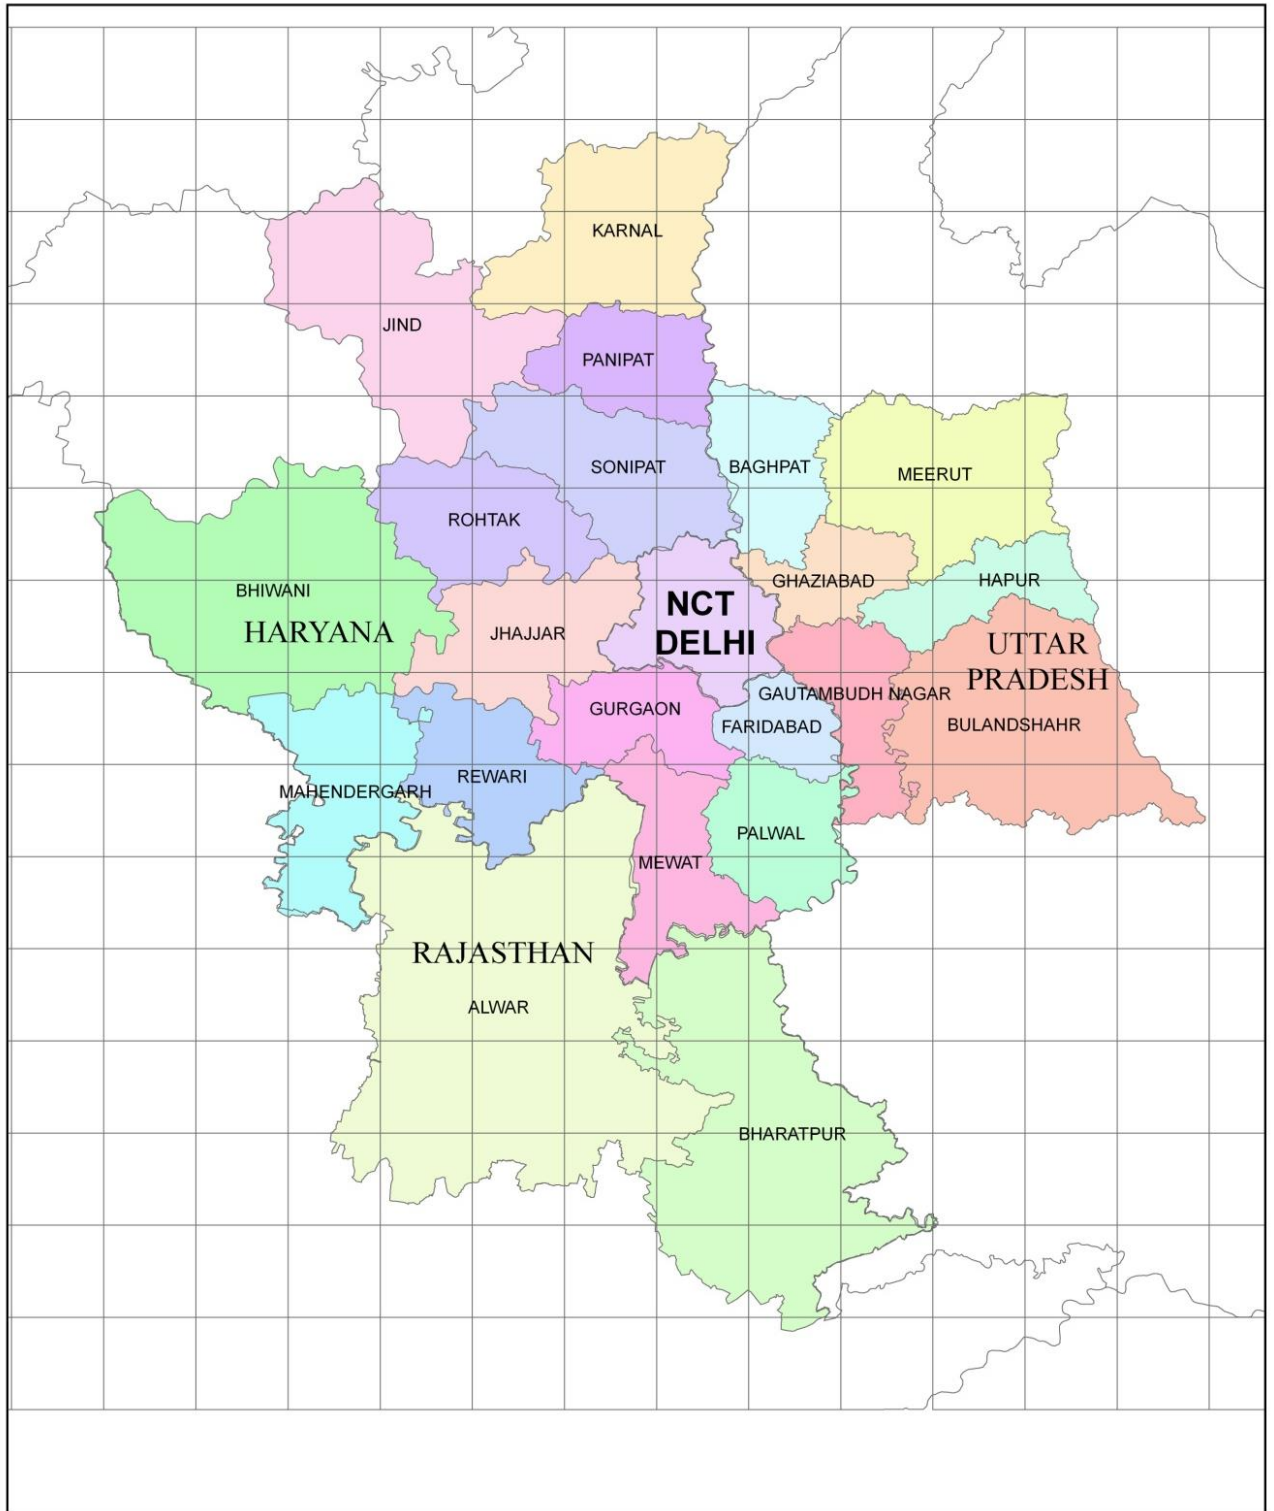 KARNAL
JIND
PANIPAT
SONIPAT
BAGHPAT
MEERUT
ROHTAK
GHAZIABAD
HAPUR
BHIWANI
HARYANA
JHAJJAR
NCT
DELHI
UTTAR
PRADESH
GAUTAMBUDH NAGAR
GURGAON
FARIDABAD
BULANDSHAHR
REWARI
MAHENDERGARH
PALWAL
MEWAT
RAJASTHAN
ALWAR
BHARATPUR